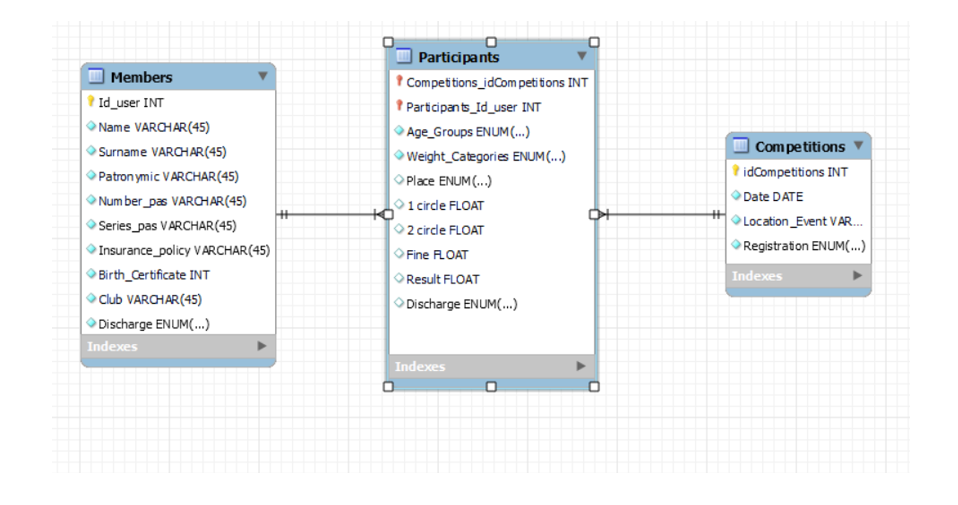 Members
Id_user INT
Name VARCHAR(45)
Surname VARCHAR(45)
Patronymic VARCHAR(45)
Number_pas VARCHAR(45)
Series_pas VARCHAR(45)
Insurance_policy VARCHAR(45)
Birth_Certificate INT
Club VARCHAR(45)
Discharge ENUM(...)
Indexes
Participants
Competitions_idCompetitions INT
Participants_Id_user INT
Age_Groups ENUM(...)
Weight_Categories ENUM(...)
Place ENUM(...)
1 circle FLOAT
2 circle FLOAT
Fine FLOAT
Result FLOAT
Discharge ENUM(...)
Indexes
Competitions
idCompetitions INT
Date DATE
Location_Event VAR...
Registration ENUM(...)
Indexes